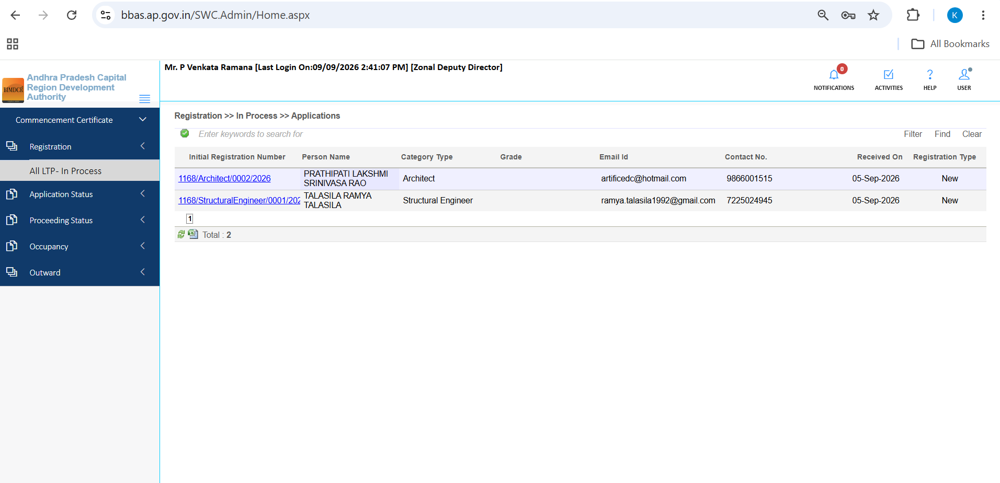 bbas.ap.gov.in/SWC.Admin/Home.aspx
K
All Bookmarks
Andhra Pradesh Capital
Region Development
Authority
BIMDCR
Mr. P Venkata Ramana [Last Login On:09/09/2026 2:41:07 PM] [Zonal Deputy Director]
0
NOTIFICATIONS ACTIVITIES HELP USER
Commencement Certificate
Registration
All LTP- In Process
Application Status
Proceeding Status
Occupancy
Outward
Registration >> In Process >> Applications
Enter keywords to search for Filter Find Clear
Initial Registration Number Person Name Category Type Grade Email Id Contact No. Received On Registration Type
1168/Architect/0002/2026 PRATHIPATI LAKSHMI SRINIVASA RAO Architect artificedc@hotmail.com 9866001515 05-Sep-2026 New
1168/StructuralEngineer/0001/202 TALASILA RAMYA TALASILA Structural Engineer ramya.talasila1992@gmail.com 7225024945 05-Sep-2026 New
1
Total : 2